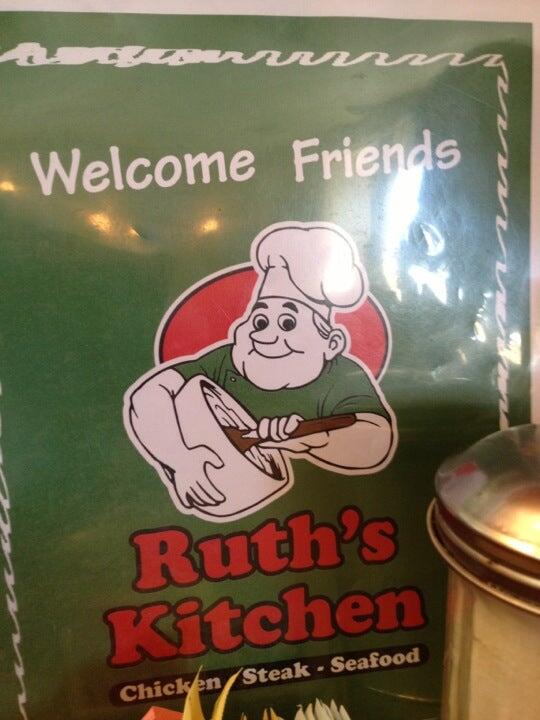 Welcome Friends
Ruth's
Kitchen
Chicken - Steak - Seafood